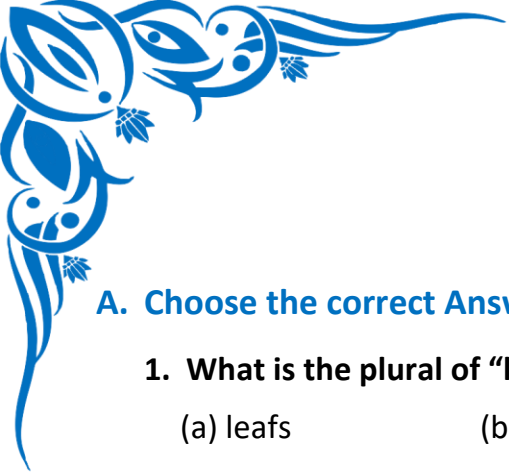 A. Choose the correct Ans
1. What is the plural of “
(a) leafs (b